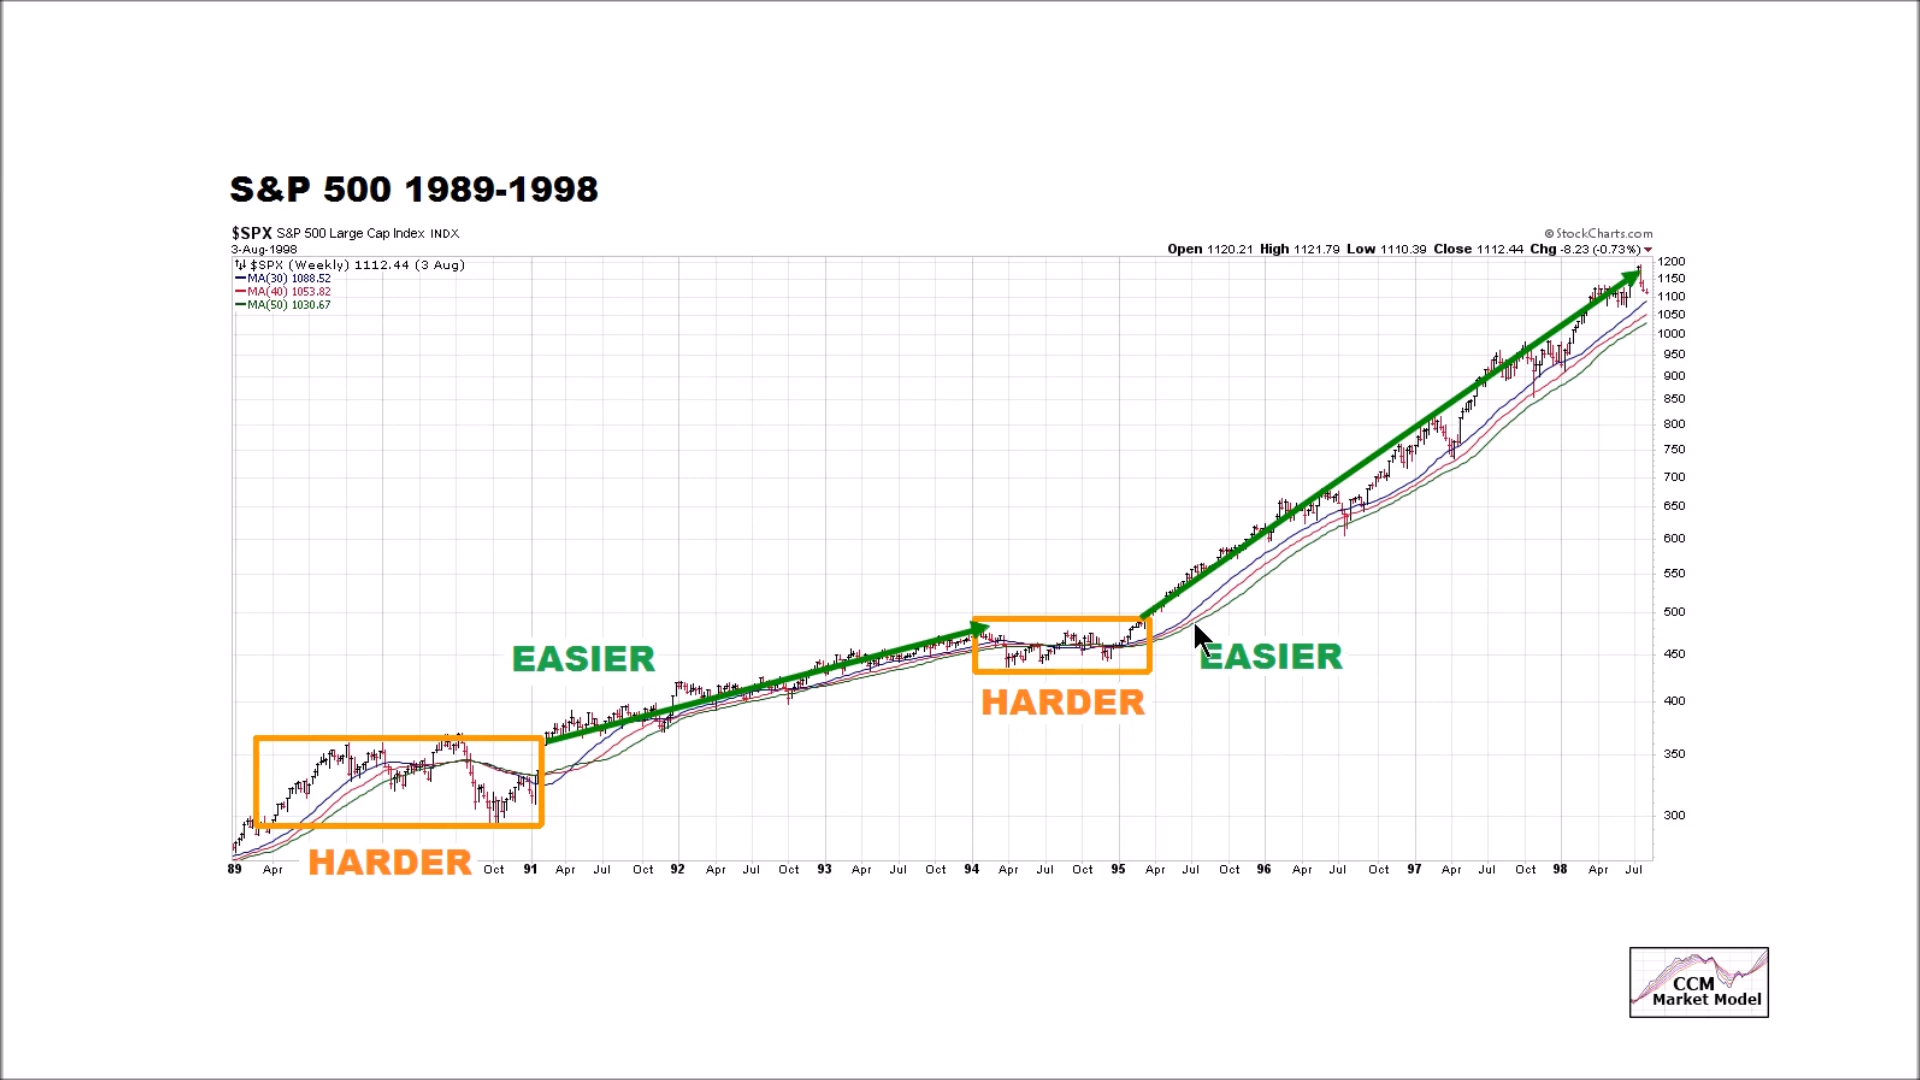 S&P 500 1989-1998
$SPX S&P 500 Large Cap Index INDX
© StockCharts.com
3-Aug-1998
Open 1120.21 High 1121.79 Low 1110.39 Close 1112.44 Chg -8.23 (-0.73%)
$SPX (Weekly) 1112.44 (3 Aug)
MA(30) 1088.52
MA(40) 1053.82
MA(50) 1030.67
1200
1150
1100
1050
1000
950
900
850
800
750
700
650
600
550
500
450
400
350
300
EASIER
EASIER
HARDER
HARDER
89 Apr Oct 91 Apr Jul Oct 92 Apr Jul Oct 93 Apr Jul Oct 94 Apr Jul Oct 95 Apr Jul Oct 96 Apr Jul Oct 97 Apr Jul Oct 98 Apr Jul
CCM
Market Model